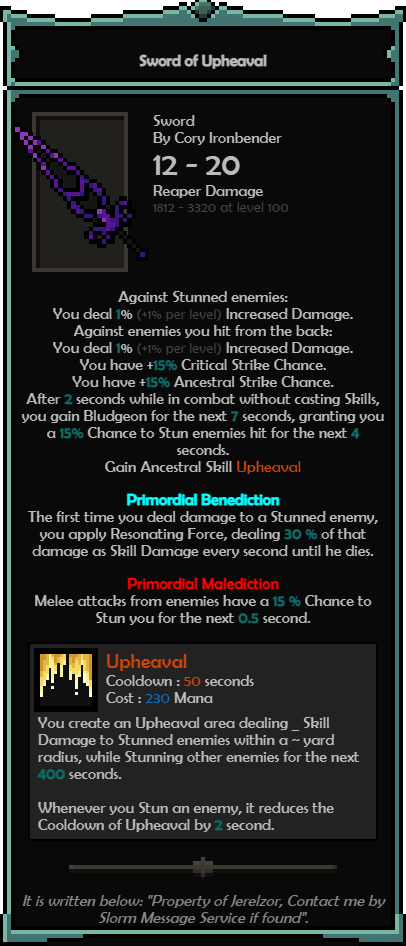 Sword of Upheaval
Sword
By Cory Ironbender
12 - 20
Reaper Damage
1812 - 3320 at level 100
Against Stunned enemies:
You deal 1% (+1% per level) Increased Damage.
Against enemies you hit from the back:
You deal 1% (+1% per level) Increased Damage.
You have +15% Critical Strike Chance.
You have +15% Ancestral Strike Chance.
After 2 seconds while in combat without casting Skills,
you gain Bludgeon for the next 7 seconds, granting you
a 15% Chance to Stun enemies hit for the next 4
seconds.
Gain Ancestral Skill Upheaval
Primordial Benediction
The first time you deal damage to a Stunned enemy,
you apply Resonating Force, dealing 30 % of that
damage as Skill Damage every second until he dies.
Primordial Malediction
Melee attacks from enemies have a 15 % Chance to
Stun you for the next 0.5 second.
Upheaval
Cooldown : 50 seconds
Cost : 230 Mana
You create an Upheaval area dealing _ Skill
Damage to Stunned enemies within a ~ yard
radius, while Stunning other enemies for the next
400 seconds.
Whenever you Stun an enemy, it reduces the
Cooldown of Upheaval by 2 second.
It is written below: "Property of Jerelzor, Contact me by
Slorm Message Service if found".